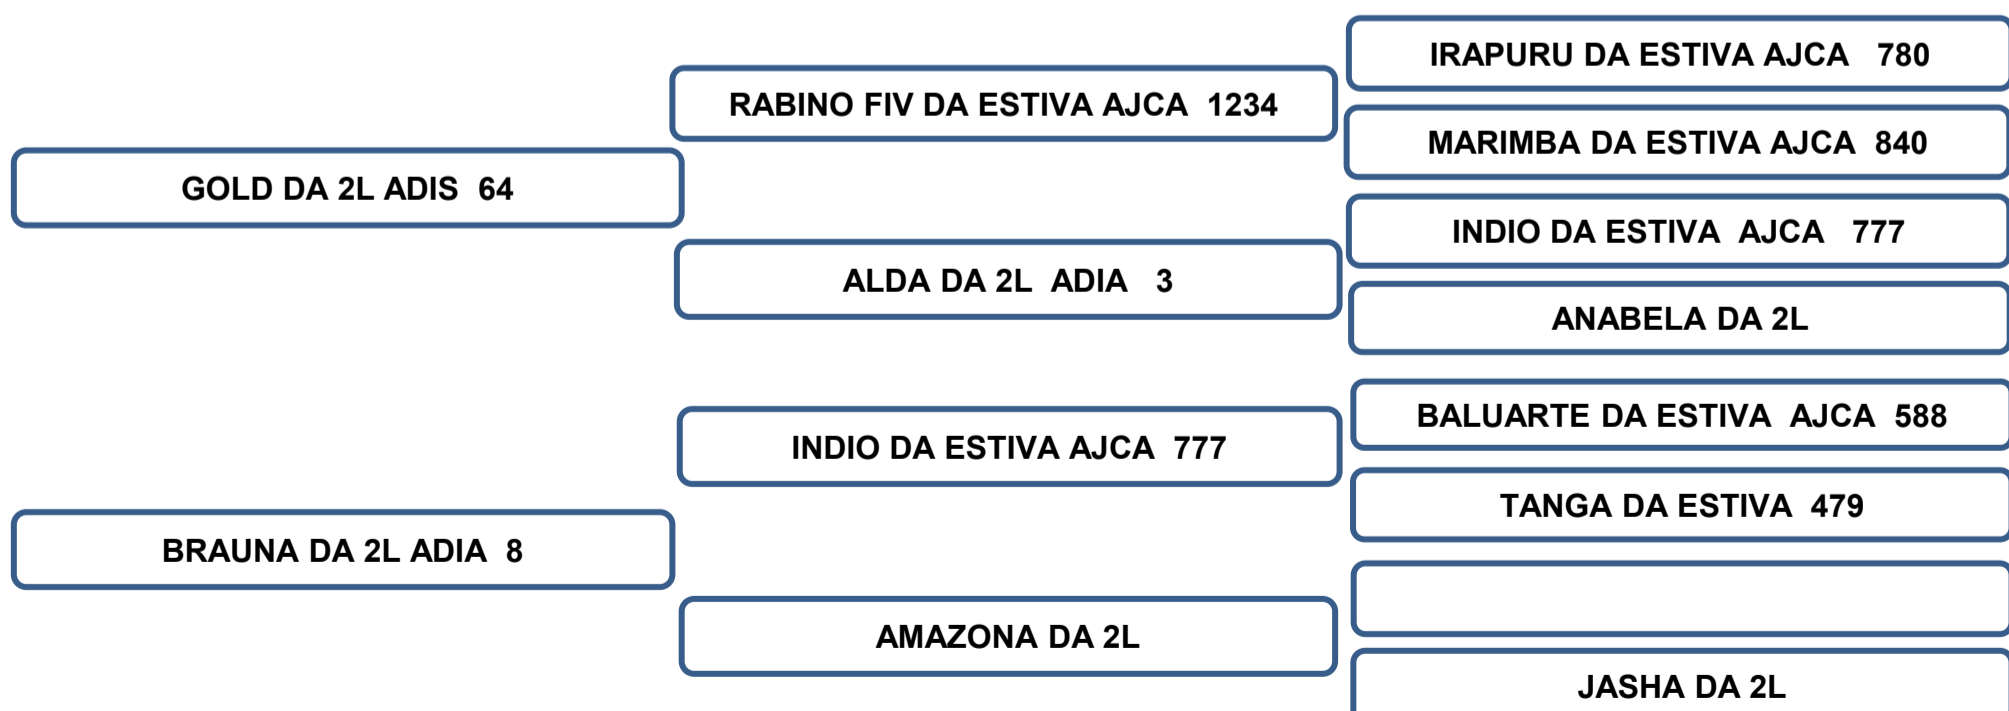 IRAPURU DA ESTIVA AJCA 780
RABINO FIV DA ESTIVA AJCA 1234
MARIMBA DA ESTIVA AJCA 840
GOLD DA 2L ADIS 64
INDIO DA ESTIVA AJCA 777
ALDA DA 2L ADIA 3
ANABELA DA 2L
BALUARTE DA ESTIVA AJCA 588
INDIO DA ESTIVA AJCA 777
TANGA DA ESTIVA 479
BRAUNA DA 2L ADIA 8
AMAZONA DA 2L
JASHA DA 2L